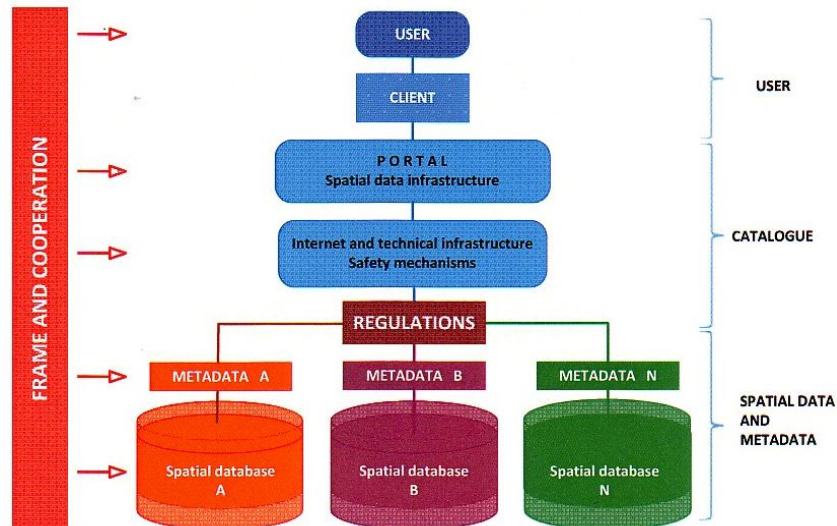 FRAME AND COOPERATION
USER
CLIENT
USER
P O R T A L
Spatial data infrastructure
Internet and technical infrastructure
Safety mechanisms
CATALOGUE
REGULATIONS
METADATA A
METADATA B
METADATA N
SPATIAL DATA
AND
METADATA
Spatial database
A
Spatial database
B
Spatial database
N